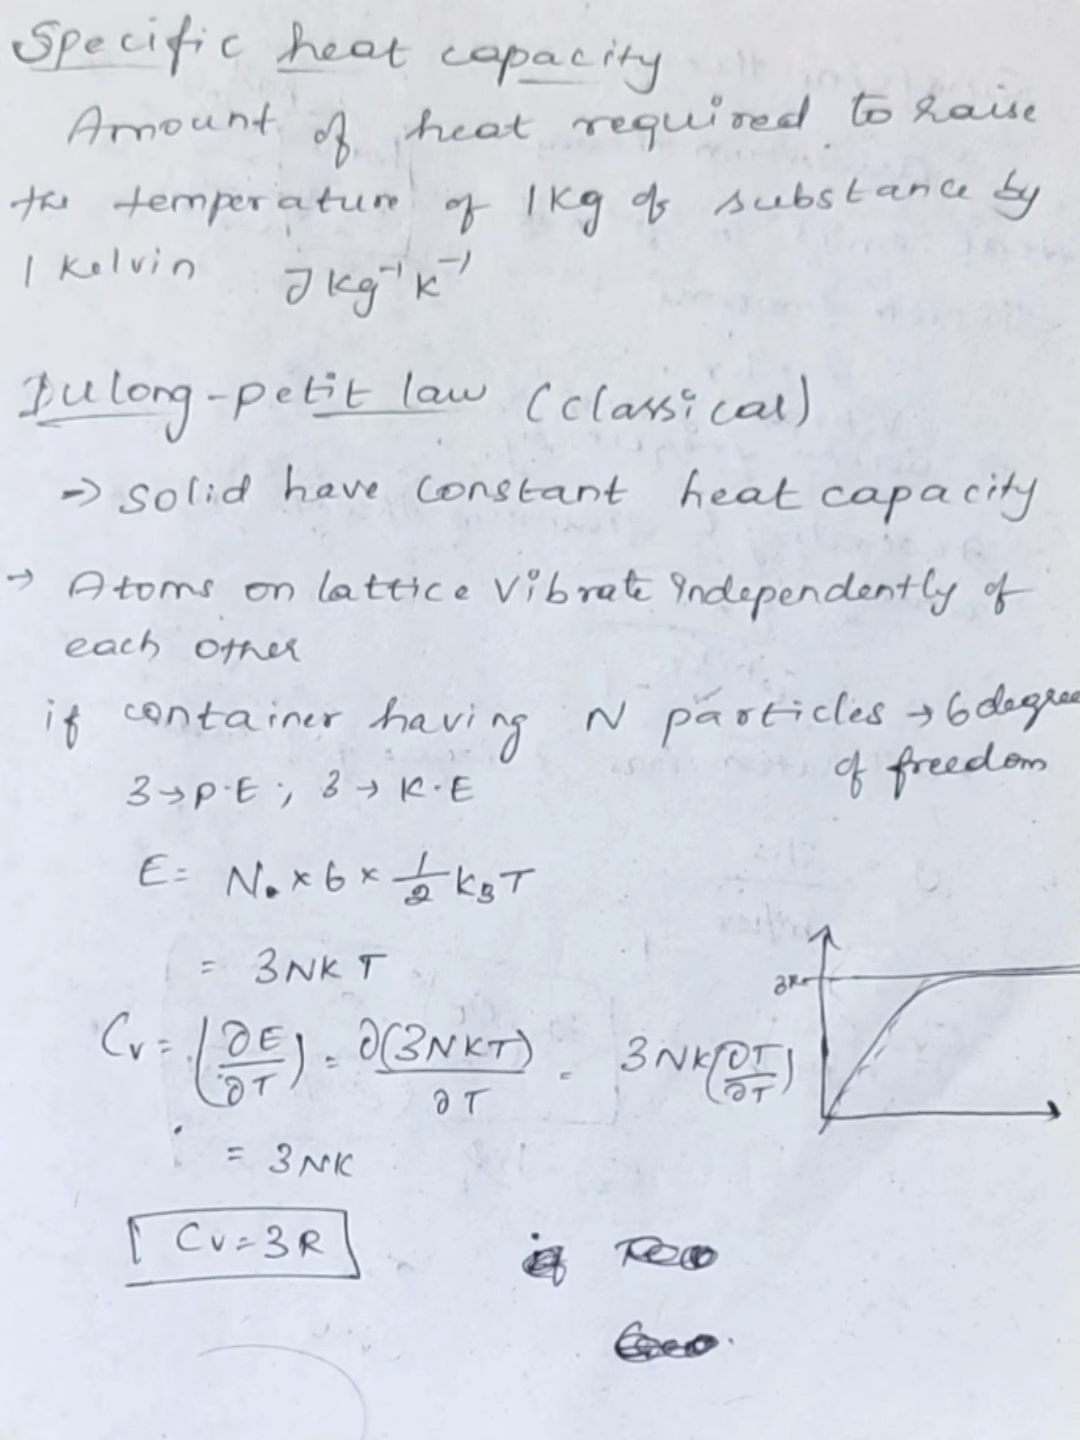 Specific heat capacity
Amount of heat required to raise
the temperature of 1Kg of substance by
1 Kelvin J Kg⁻¹ K⁻¹
Dulong-petit law (classical)
→ solid have constant heat capacity
→ Atoms on lattice vibrate independently of
each other
if container having N particles → 6 degree
of freedom
3→P.E ; 3→ K.E
E= N. × 6 × 1/2 K_B T
= 3NKT
3R
Cv = (∂E/∂T) = ∂(3NKT)/∂T = 3NK(∂T/∂T)
= 3NK
Cv=3R